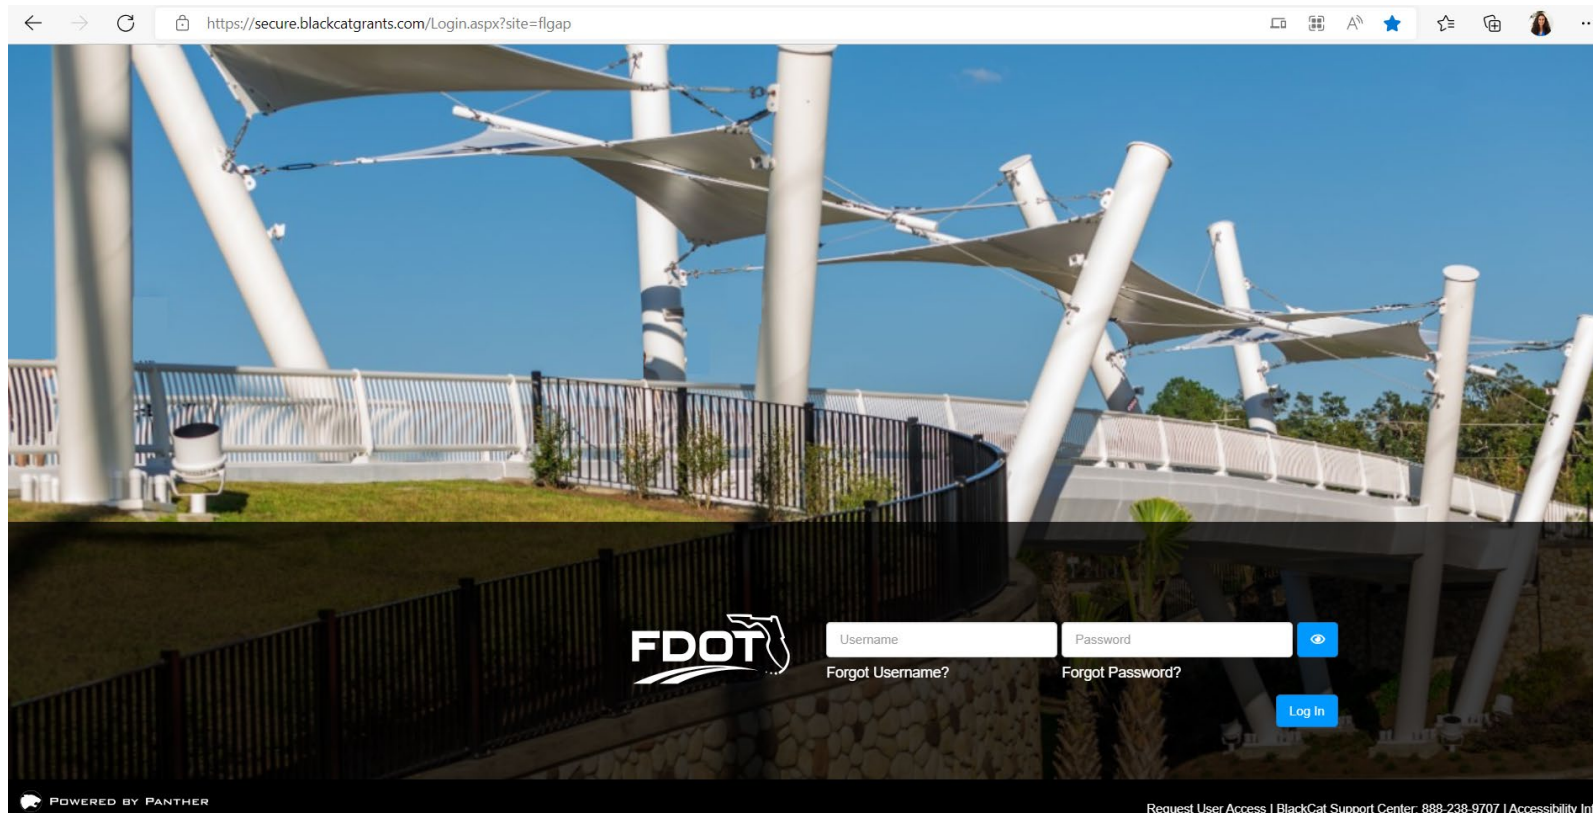 https://secure.blackcatgrants.com/Login.aspx?site=flgap
FDOT
Username
Password
Forgot Username?
Forgot Password?
Log In
POWERED BY PANTHER
Request User Access | BlackCat Support Center: 888-238-9707 | Accessibility Inf